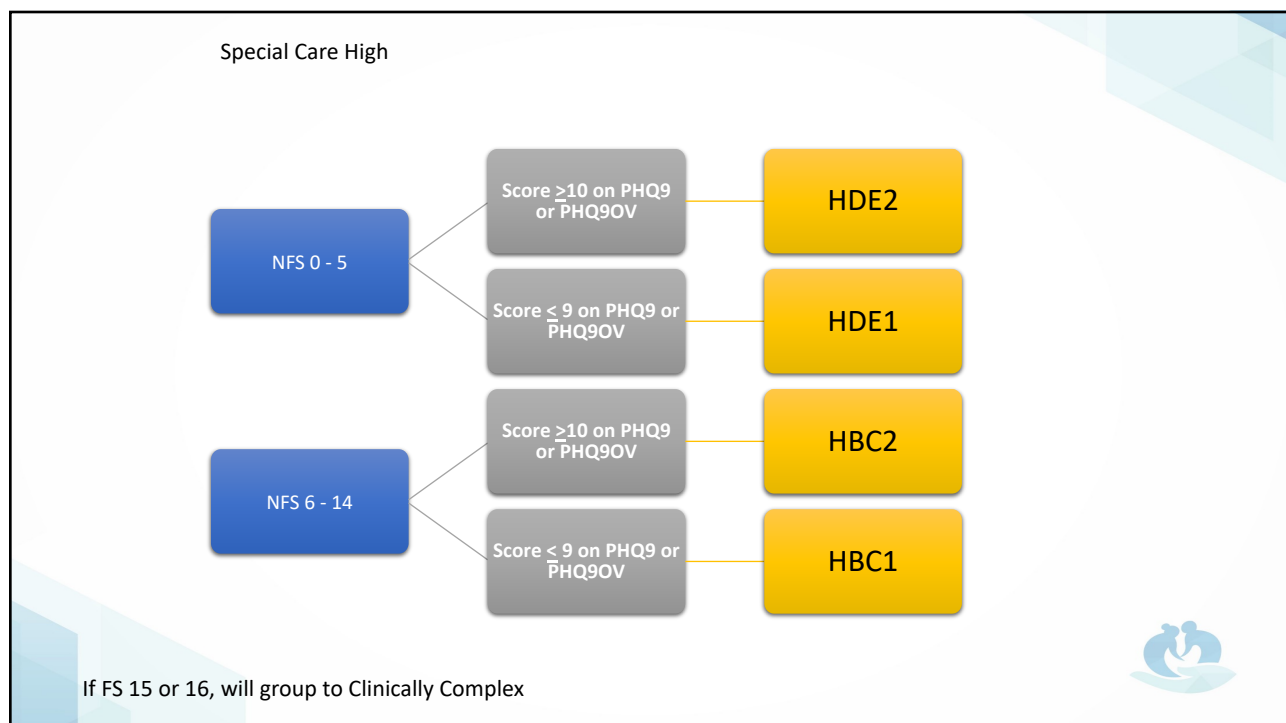 Special Care High
NFS 0 - 5
Score ≥10 on PHQ9
or PHQ9OV
HDE2
Score ≤ 9 on PHQ9 or
PHQ9OV
HDE1
NFS 6 - 14
Score ≥10 on PHQ9
or PHQ9OV
HBC2
Score ≤ 9 on PHQ9 or
PHQ9OV
HBC1
If FS 15 or 16, will group to Clinically Complex